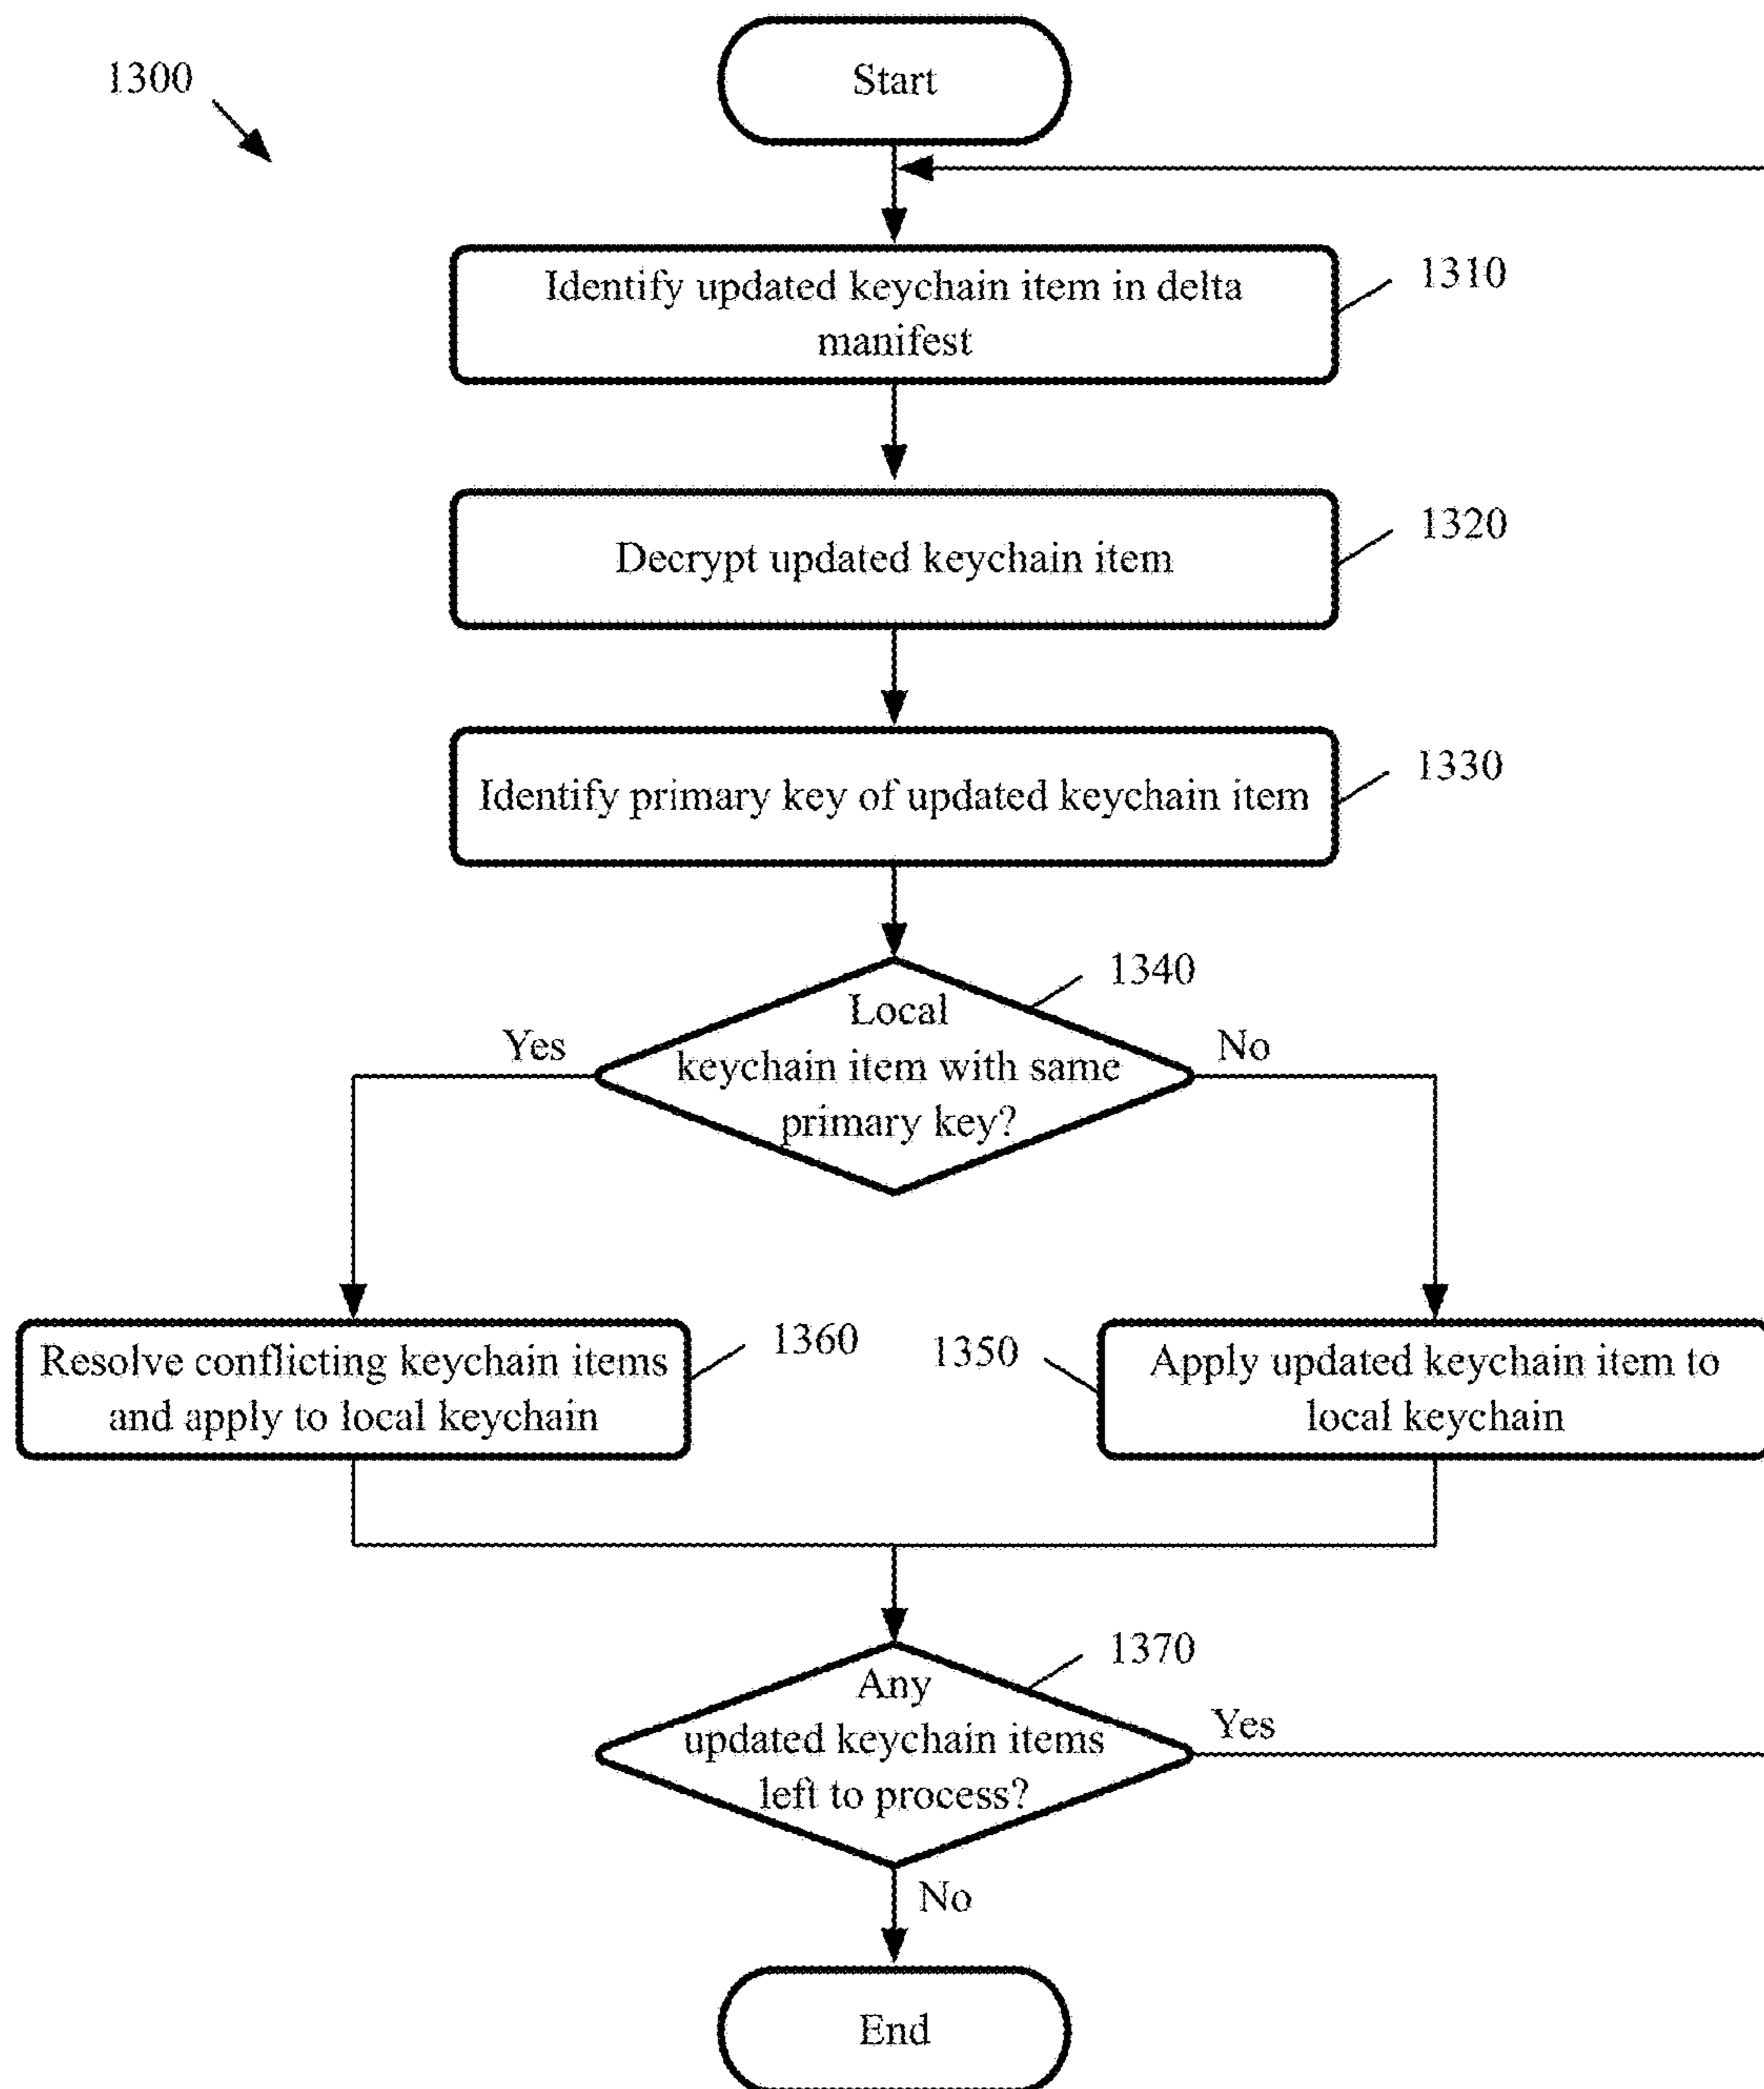 1300
Start
Identify updated keychain item in delta
manifest
1310
Decrypt updated keychain item
1320
Identify primary key of updated keychain item
1330
1340
Local
keychain item with same
primary key?
Yes
No
Resolve conflicting keychain items
and apply to local keychain
1360
1350
Apply updated keychain item to
local keychain
1370
Any
updated keychain items
left to process?
Yes
No
End